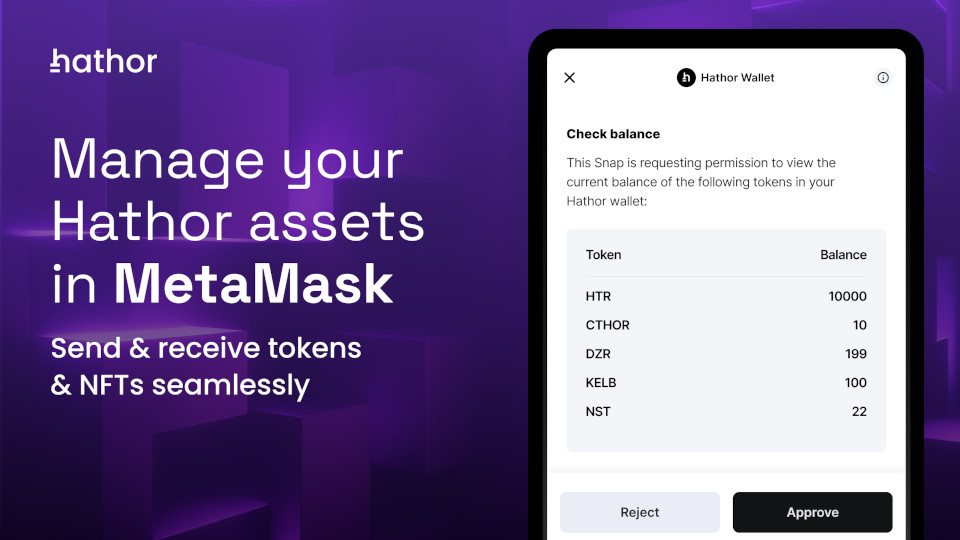 hathor
Manage your
Hathor assets
in MetaMask
Send & receive tokens
& NFTs seamlessly
Hathor Wallet
Check balance
This Snap is requesting permission to view the
current balance of the following tokens in your
Hathor wallet:
Token Balance
HTR 10000
CTHOR 10
DZR 199
KELB 100
NST 22
Reject Approve